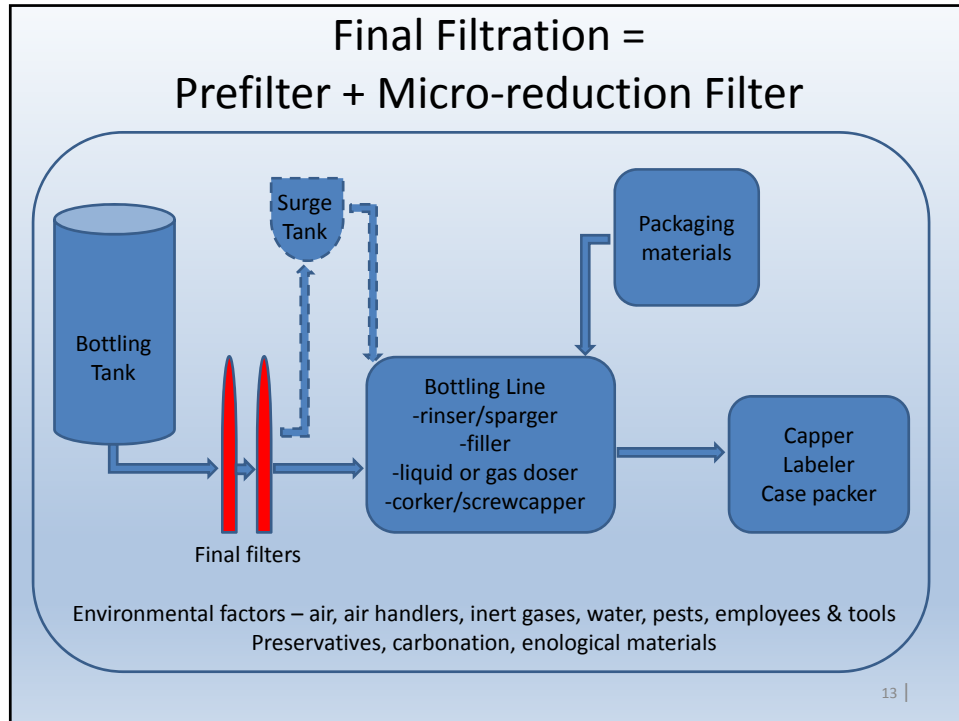 Final Filtration =
Prefilter + Micro-reduction Filter
Surge
Tank
Packaging
materials
Bottling
Tank
Bottling Line
-rinser/sparger
-filler
-liquid or gas doser
-corker/screwcapper
Capper
Labeler
Case packer
Final filters
Environmental factors – air, air handlers, inert gases, water, pests, employees & tools
Preservatives, carbonation, enological materials
13 |